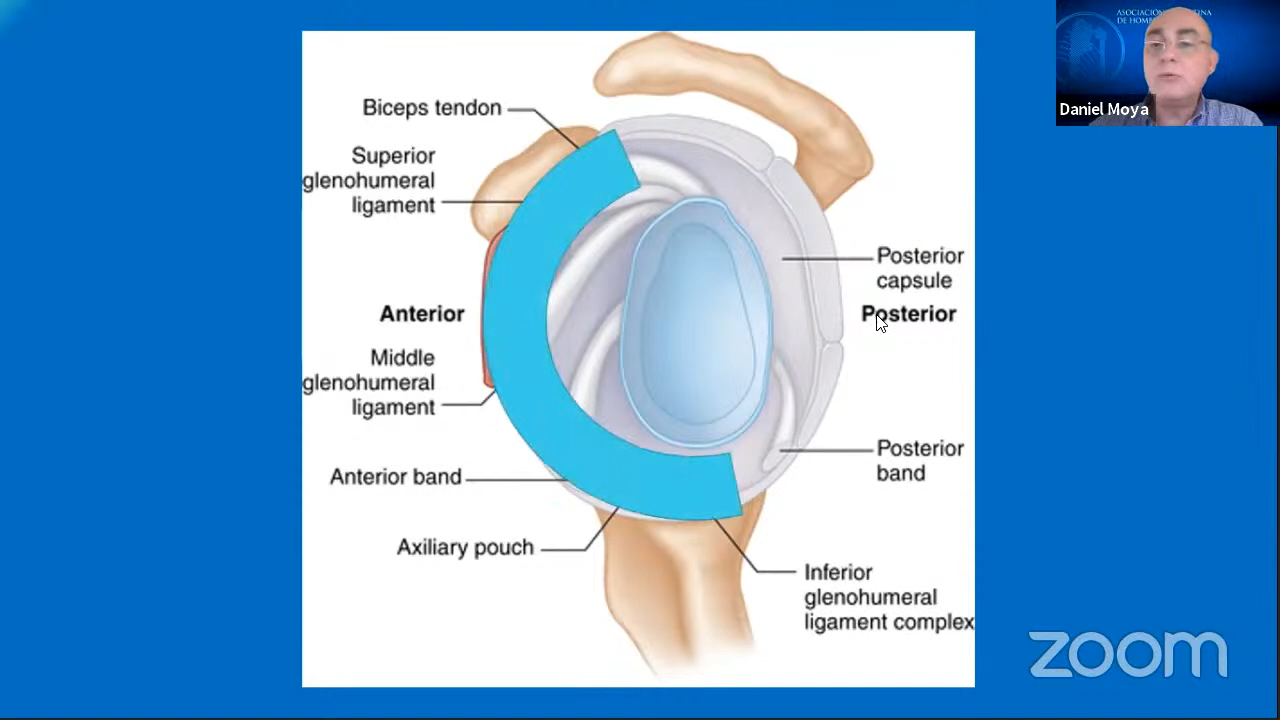 Biceps tendon
Superior
glenohumeral
ligament
Anterior
Middle
glenohumeral
ligament
Anterior band
Axiliary pouch
Posterior
capsule
Posterior
Posterior
band
Inferior
glenohumeral
ligament complex
Daniel Moya
zoom